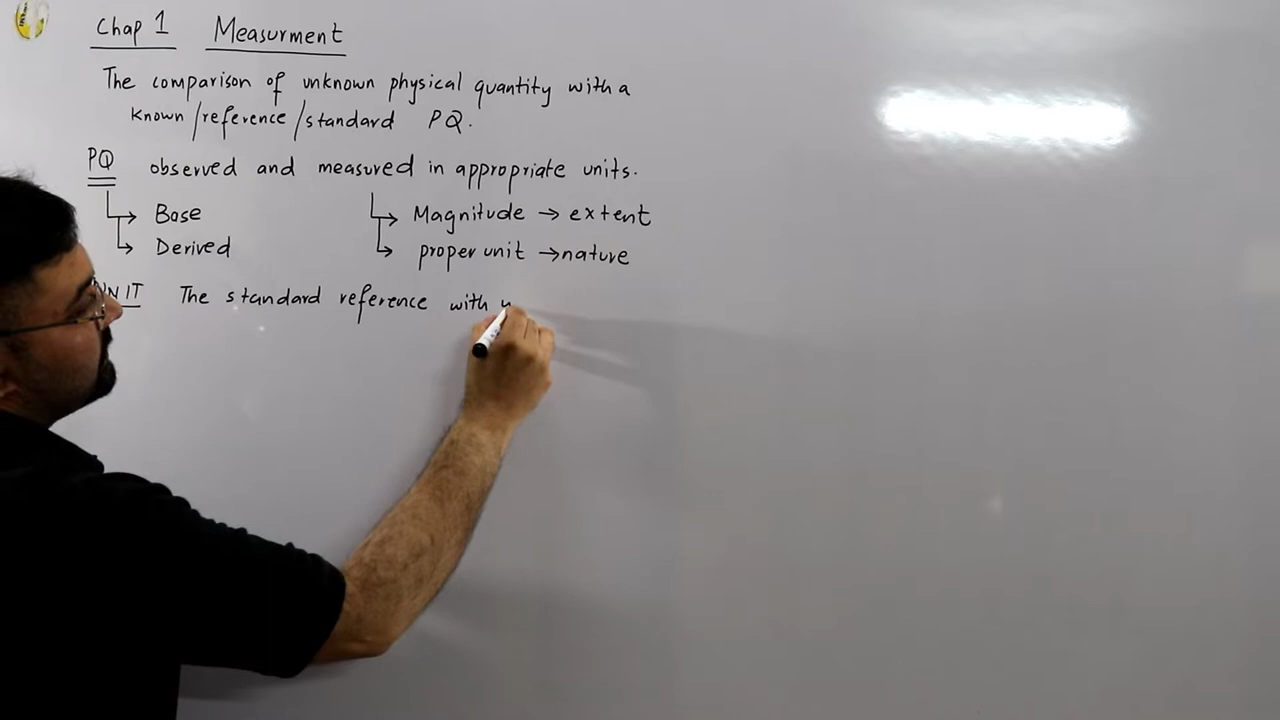 Chap 1 Measurment
The comparison of unknown physical quantity with a
known/reference/standard PQ.
PQ observed and measured in appropriate units.
Base Magnitude → extent
Derived proper unit → nature
The standard reference with